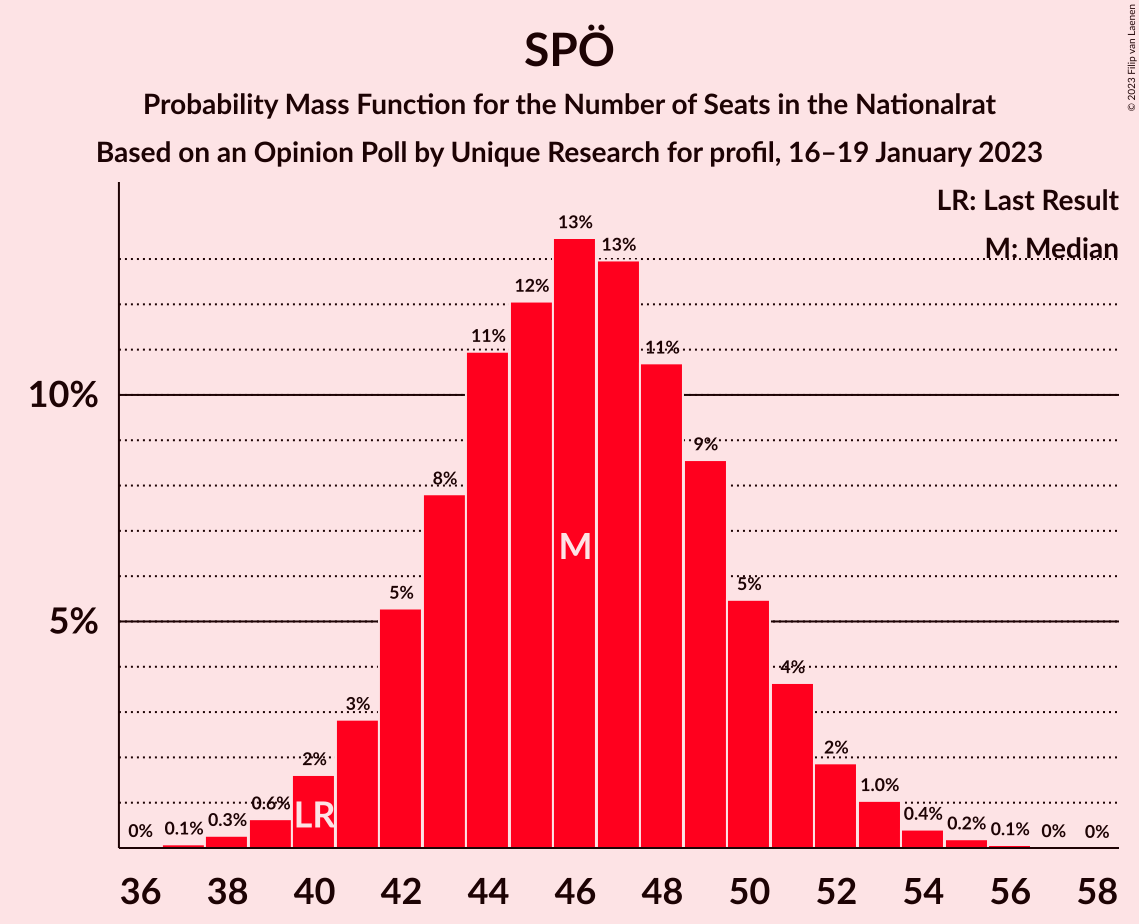 SPÖ
Probability Mass Function for the Number of Seats in the Nationalrat
Based on an Opinion Poll by Unique Research for profil, 16–19 January 2023
© 2023 Filip van Laenen
LR: Last Result
M: Median
10%
5%
0%
0.1%
0.3%
0.6%
2%
3%
5%
8%
11%
12%
13%
13%
11%
9%
5%
4%
2%
1.0%
0.4%
0.2%
0.1%
0%
0%
LR
M
36 38 40 42 44 46 48 50 52 54 56 58